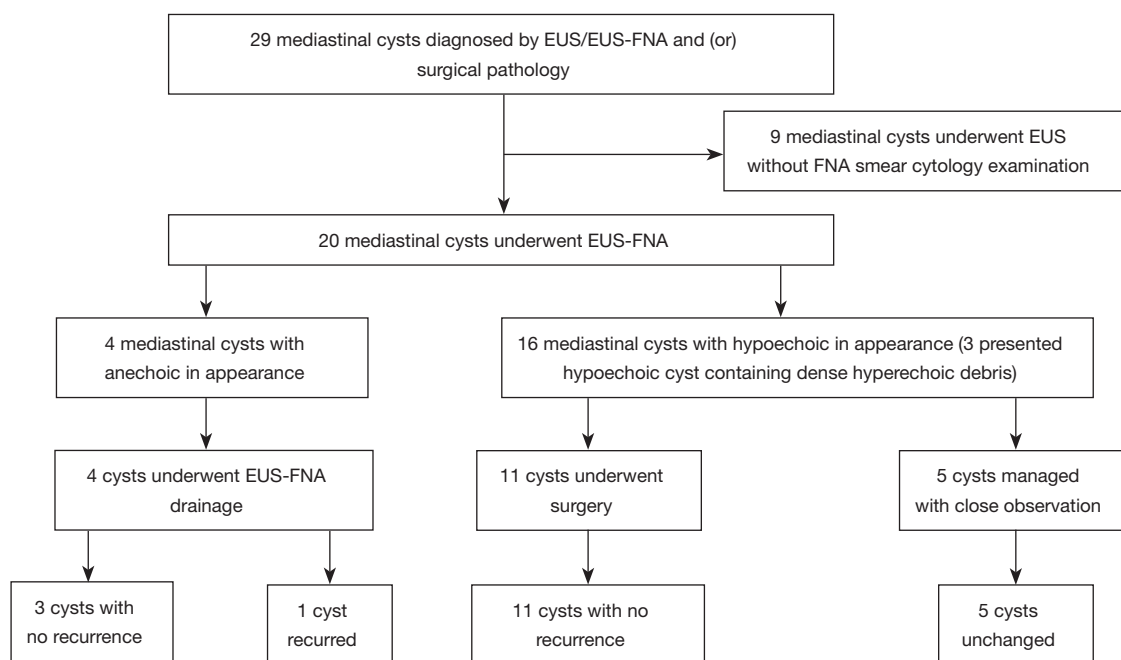 29 mediastinal cysts diagnosed by EUS/EUS-FNA and (or)
surgical pathology
9 mediastinal cysts underwent EUS
without FNA smear cytology examination
20 mediastinal cysts underwent EUS-FNA
4 mediastinal cysts with
anechoic in appearance
16 mediastinal cysts with hypoechoic in appearance (3 presented
hypoechoic cyst containing dense hyperechoic debris)
4 cysts underwent EUS-FNA
drainage
11 cysts underwent
surgery
5 cysts managed
with close observation
3 cysts with
no recurrence
1 cyst
recurred
11 cysts with no
recurrence
5 cysts
unchanged